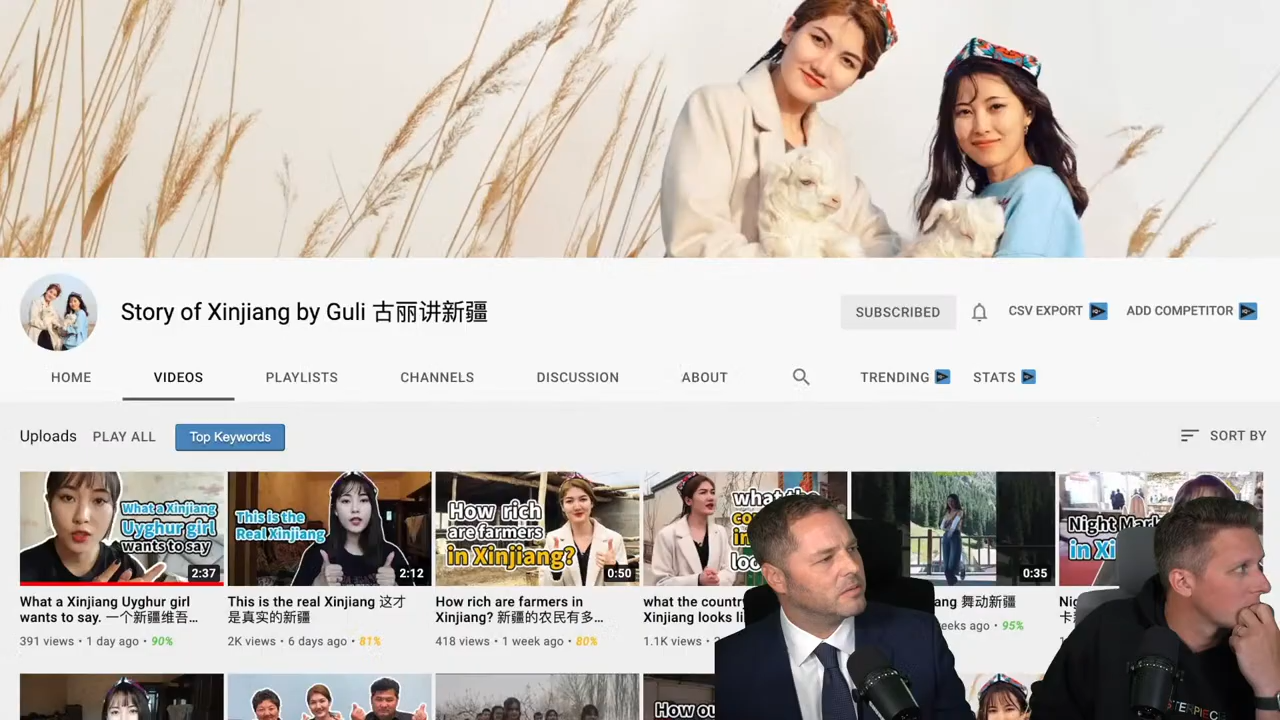 Story of Xinjiang by Guli 古丽讲新疆
SUBSCRIBED
CSV EXPORT
ADD COMPETITOR
HOME
VIDEOS
PLAYLISTS
CHANNELS
DISCUSSION
ABOUT
TRENDING
STATS
Uploads
PLAY ALL
Top Keywords
SORT BY
What a Xinjiang
Uyghur girl
wants to say
2:37
This is the
Real Xinjiang
2:12
How rich
are farmers
in Xinjiang?
0:50
what the
0:35
Night
in Xi
What a Xinjiang Uyghur girl
wants to say. 一个新疆维吾...
391 views • 1 day ago • 90%
This is the real Xinjiang 这才
是真实的新疆
2K views • 6 days ago • 81%
How rich are farmers in
Xinjiang? 新疆的农民有多...
418 views • 1 week ago • 80%
what the
Xinjiang looks
1.1K views •
舞动新疆
ago • 95%
How